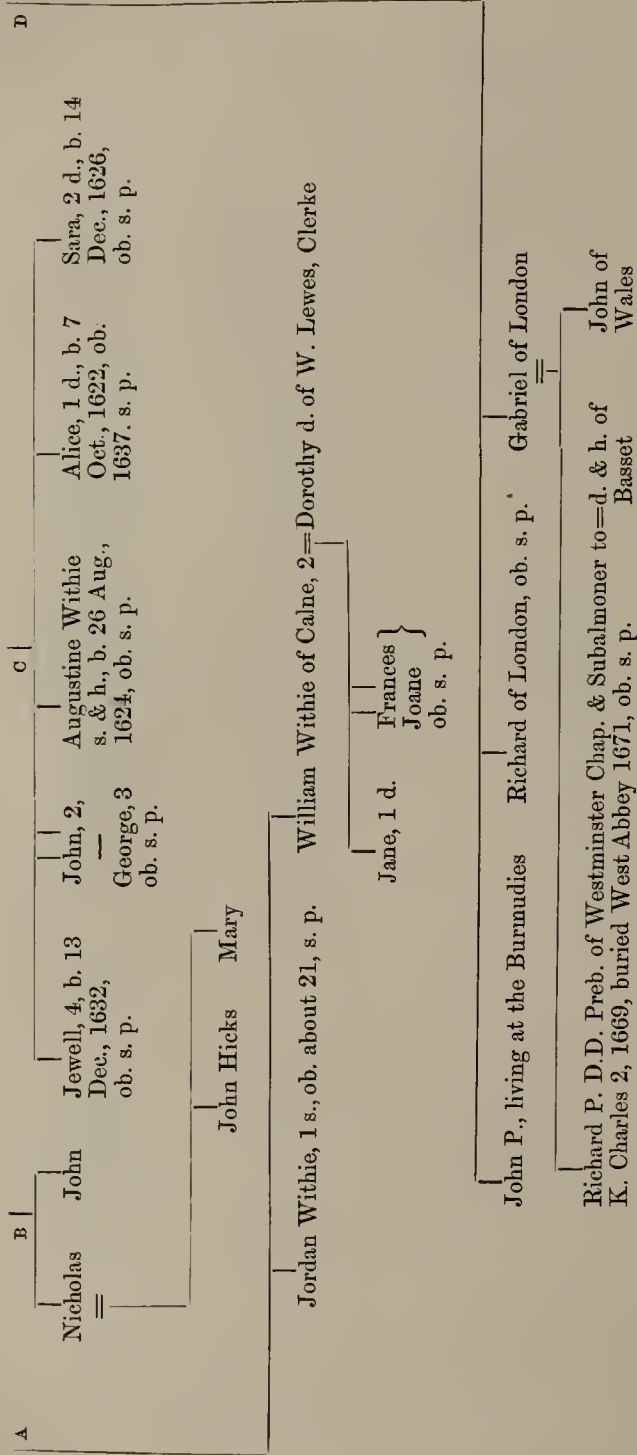 A
B
C
D
Nicholas
=
John
Jewell, 4, b. 13
Dec., 1632,
ob. s. p.
John, 2,
—
George, 3
ob. s. p.
Augustine Withie
s. & h., b. 26 Aug.,
1624, ob. s. p.
Alice, 1 d., b. 7
Oct., 1622, ob.
1637. s. p.
Sara, 2 d., b. 14
Dec., 1626,
ob. s. p.
John Hicks
Mary
Jordan Withie, 1 s., ob. about 21, s. p.
William Withie of Calne, 2=Dorothy d. of W. Lewes, Clerke
Jane, 1 d.
Frances }
Joane
ob. s. p.
John P., living at the Burmudies
Richard of London, ob. s. p.
Gabriel of London
=
Richard P. D.D. Preb. of Westminster Chap. & Subalmoner to=d. & h. of
K. Charles 2, 1669, buried West Abbey 1671, ob. s. p.
Basset
John of
Wales